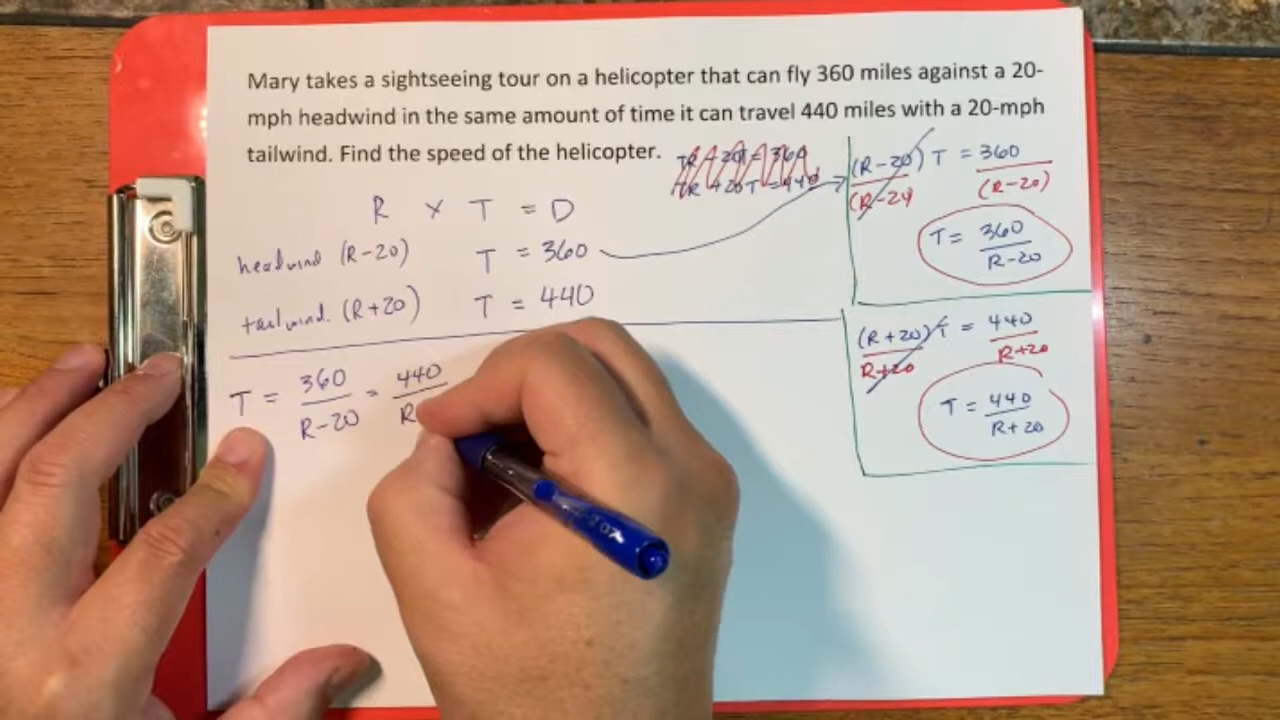 Mary takes a sightseeing tour on a helicopter that can fly 360 miles against a 20-
mph headwind in the same amount of time it can travel 440 miles with a 20-mph
tailwind. Find the speed of the helicopter.
R × T = D
headwind (R-20) T = 360
tailwind. (R+20) T = 440
T = 360/R-20 = 440/R
(R-20) T = 360
(R-20) (R-20)
T = 360/R-20
(R+20) T = 440
R+20 R+20
T = 440/R+20